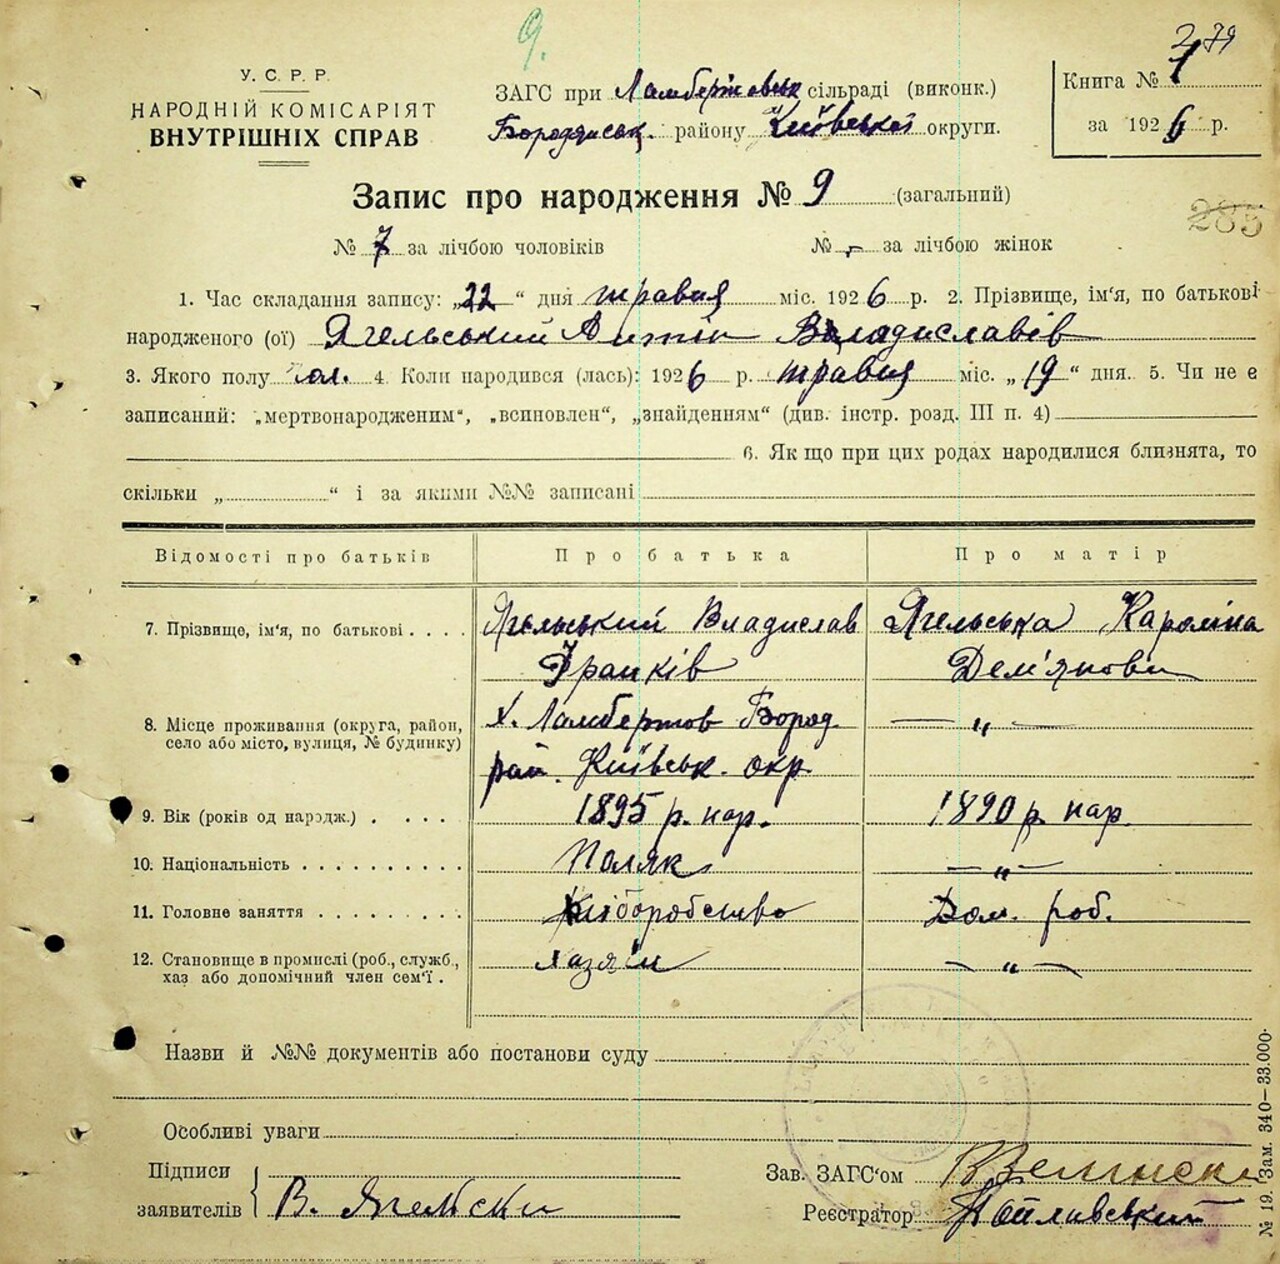 9.
279
У. С. Р. Р.
НАРОДНІЙ КОМІСАРІЯТ
ВНУТРІШНІХ СПРАВ
ЗАГС при Ламбертовськ сільраді (виконк.)
Бородянськ. району Київської округи.
Книга № 1
за 1926 р.
Запис про народження № 9 (загальний)
285
№ 7 за лічбою чоловіків № - за лічбою жінок
1. Час складання запису: „22“ дня травня міс. 1926 р. 2. Прізвище, ім'я, по батькові
народженого (ої) Ягельський Антін Владиславів
3. Якого полу чол. 4. Коли народився (лась): 1926 р. травня міс. „19“ дня. 5. Чи не є
записаний: „мертвонародженим“, „всиновлен“, „знайденням“ (див. інстр. розд. III п. 4)
6. Якщо при цих родах народилися близнята, то
скільки „ “ і за якими №№ записані
Відомості про батьків Про батька Про матір
7. Прізвище, ім'я, по батькові . . . . Ягельський Владислав Ягельська Кароліна
Франків Дем'янови
8. Місце проживання (округа, район, х. Ламбертов Бород — „ —
село або місто, вулиця, № будинку) рай. Київськ. окр.
9. Вік (років од народж.) . . . . 1895 р. нар. 1890 р. нар.
10. Національність . . . . . . . . . . Поляк — „ —
11. Головне заняття . . . . . . . . . Хліборобство Дом. роб.
12. Становище в промислі (роб., служб., хазяїн — „ —
хаз або допомічний член сем'ї .
Назви й №№ документів або постанови суду
Особливі уваги
Підписи
заявителів В. Ягельски
Зав. ЗАГС'ом
Реєстратор
№ 19. Зам. 340—33.000.